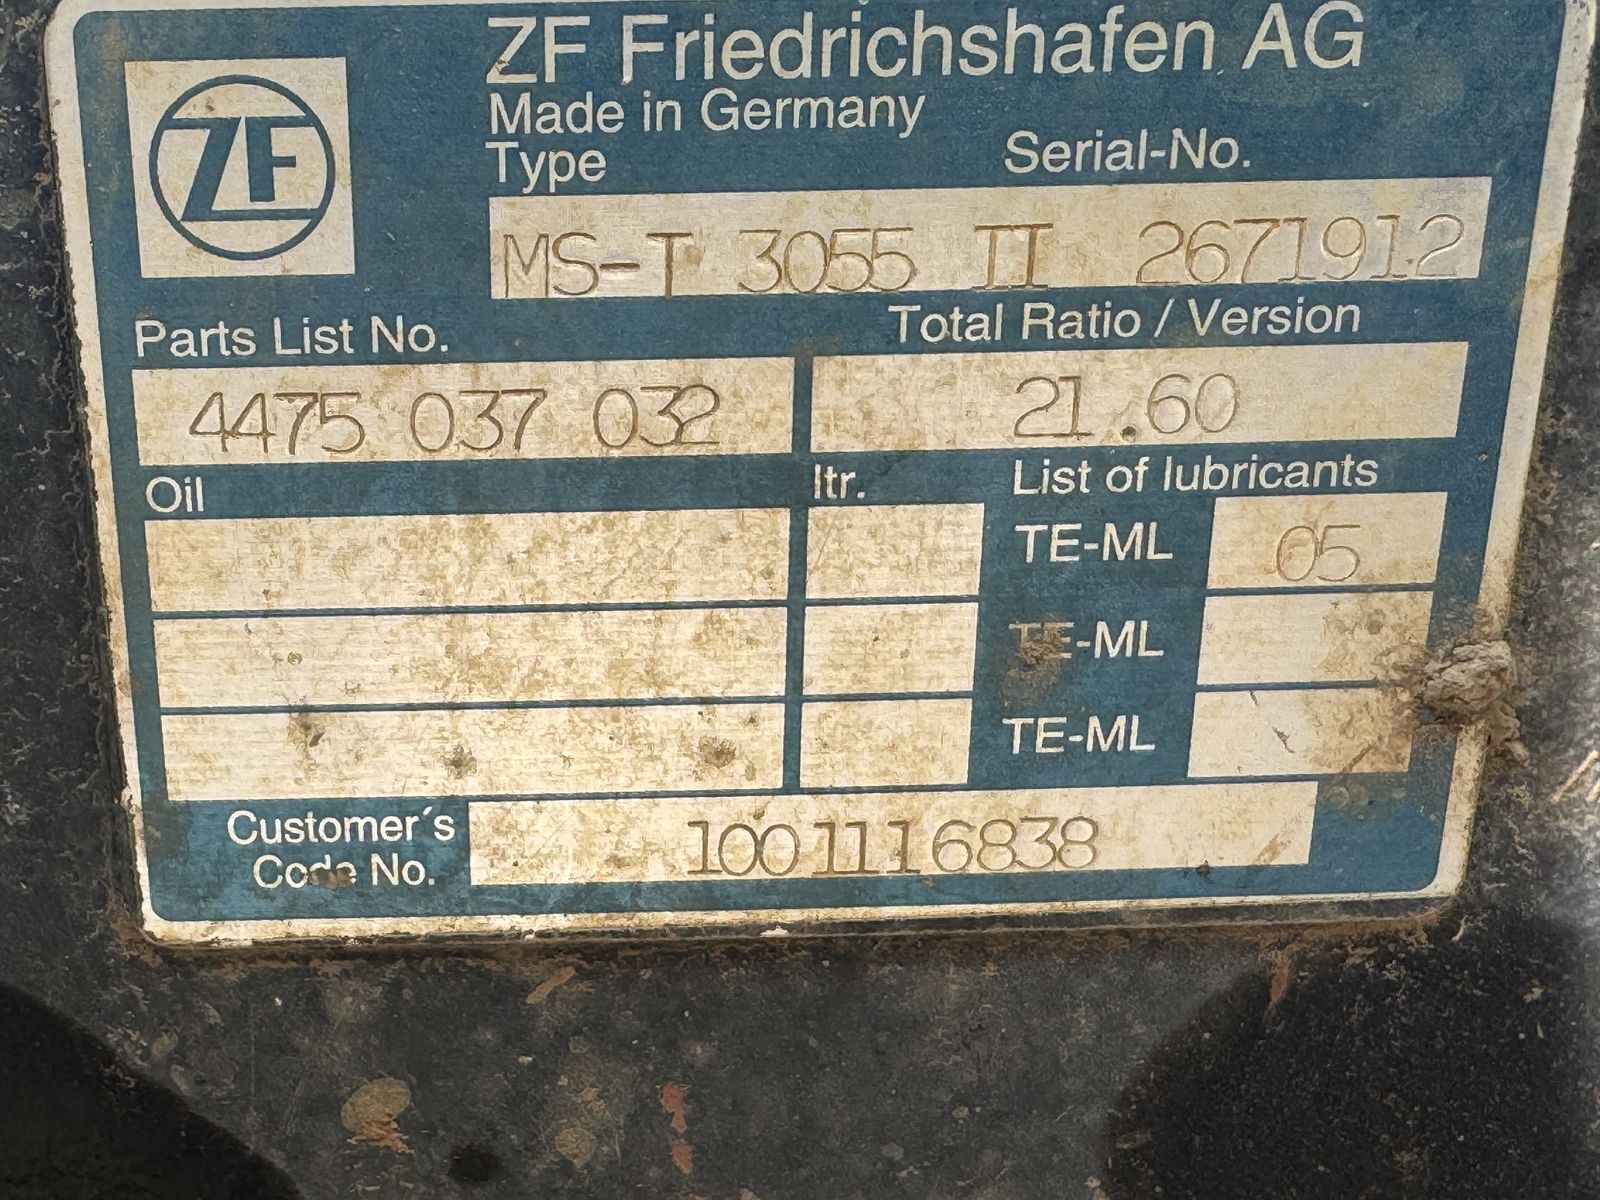 ZF Friedrichshafen AG
ZF
Made in Germany
Type Serial-No.
MS-T 3055 II 2671912
Parts List No. Total Ratio / Version
4475 037 032 21.60
Oil ltr. List of lubricants
TE-ML 05
TE-ML
TE-ML
Customer´s
Code No.
1001116838